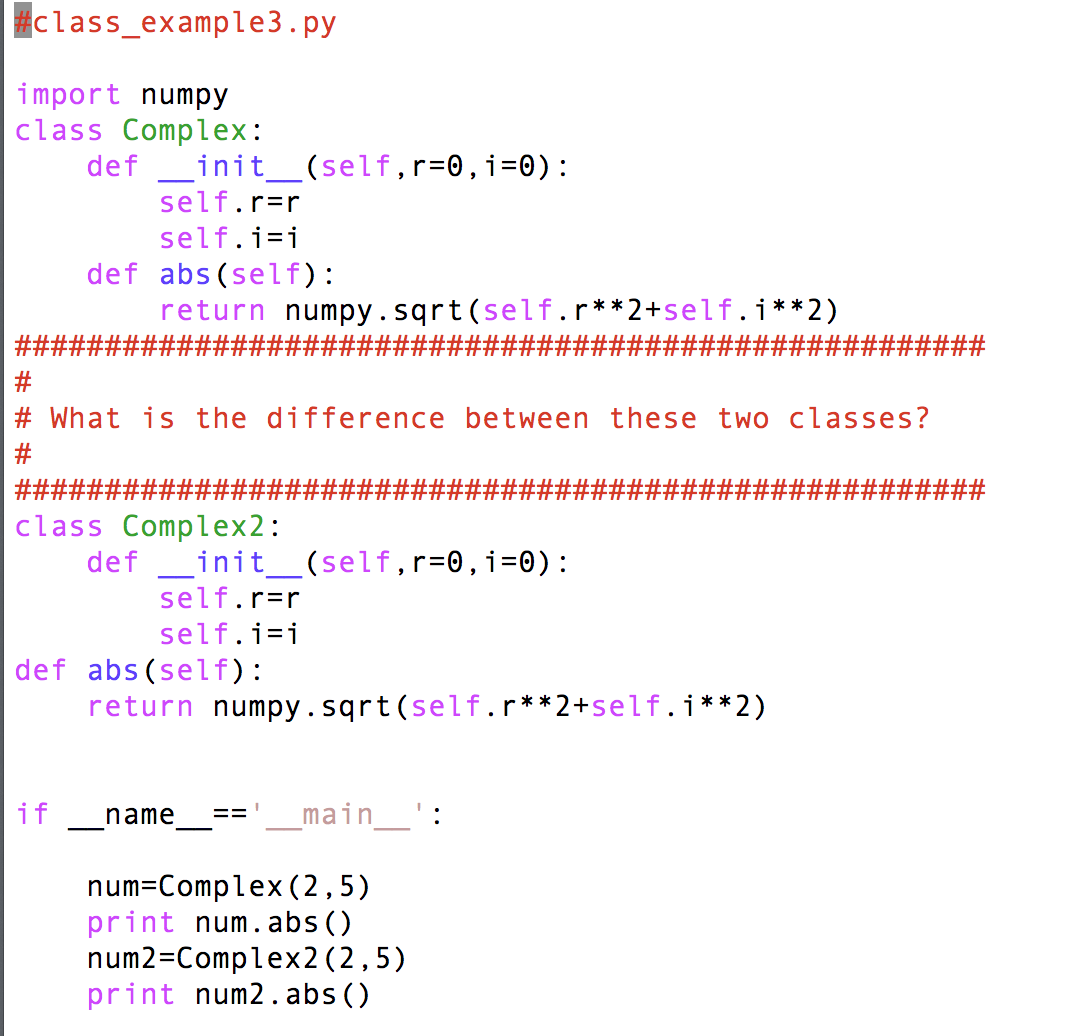 #class_example3.py
import numpy
class Complex:
    def __init__(self,r=0,i=0):
        self.r=r
        self.i=i
    def abs(self):
        return numpy.sqrt(self.r**2+self.i**2)
######################################################
#
# What is the difference between these two classes?
#
######################################################
class Complex2:
    def __init__(self,r=0,i=0):
        self.r=r
        self.i=i
def abs(self):
    return numpy.sqrt(self.r**2+self.i**2)
if __name__=='__main__':
    num=Complex(2,5)
    print num.abs()
    num2=Complex2(2,5)
    print num2.abs()